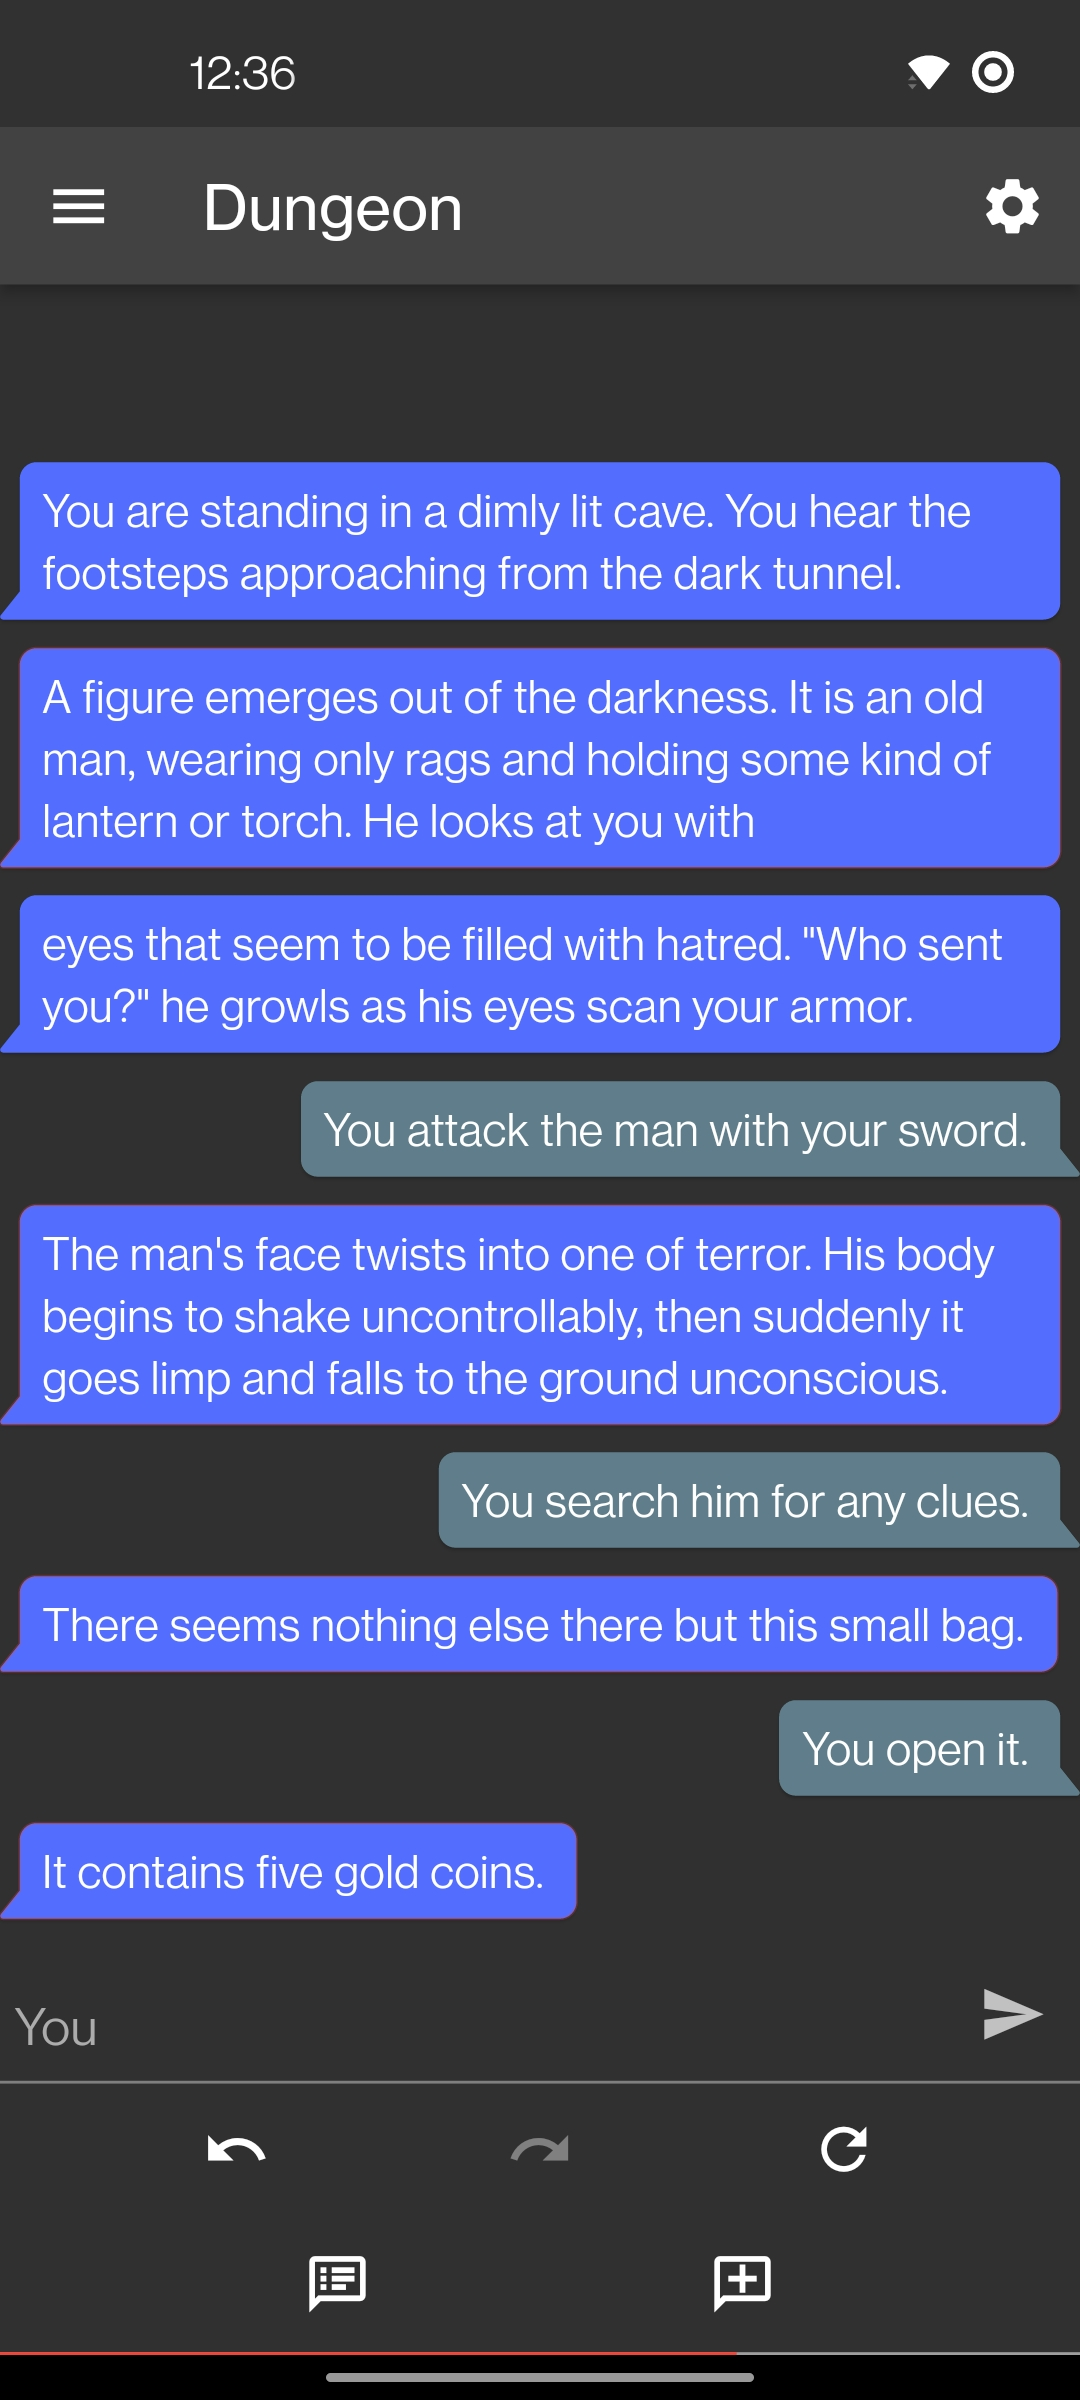 12:36
Dungeon
You are standing in a dimly lit cave. You hear the
footsteps approaching from the dark tunnel.
A figure emerges out of the darkness. It is an old
man, wearing only rags and holding some kind of
lantern or torch. He looks at you with
eyes that seem to be filled with hatred. "Who sent
you?" he growls as his eyes scan your armor.
You attack the man with your sword.
The man's face twists into one of terror. His body
begins to shake uncontrollably, then suddenly it
goes limp and falls to the ground unconscious.
You search him for any clues.
There seems nothing else there but this small bag.
You open it.
It contains five gold coins.
You